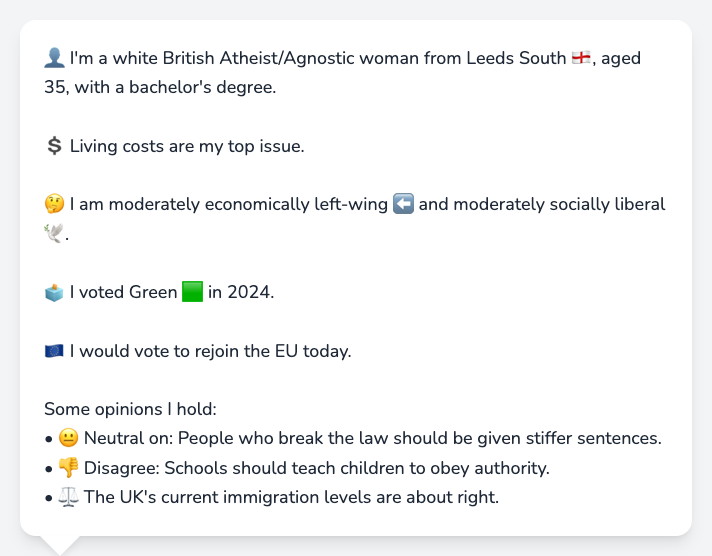 👤 I'm a white British Atheist/Agnostic woman from Leeds South 🏴󠁧󠁢󠁥󠁮󠁧󠁿, aged
35, with a bachelor's degree.
💲 Living costs are my top issue.
🤔 I am moderately economically left-wing ⬅️ and moderately socially liberal
🕊️.
🗳️ I voted Green 🟩 in 2024.
🇪🇺 I would vote to rejoin the EU today.
Some opinions I hold:
• 😐 Neutral on: People who break the law should be given stiffer sentences.
• 👎 Disagree: Schools should teach children to obey authority.
• ⚖️ The UK's current immigration levels are about right.